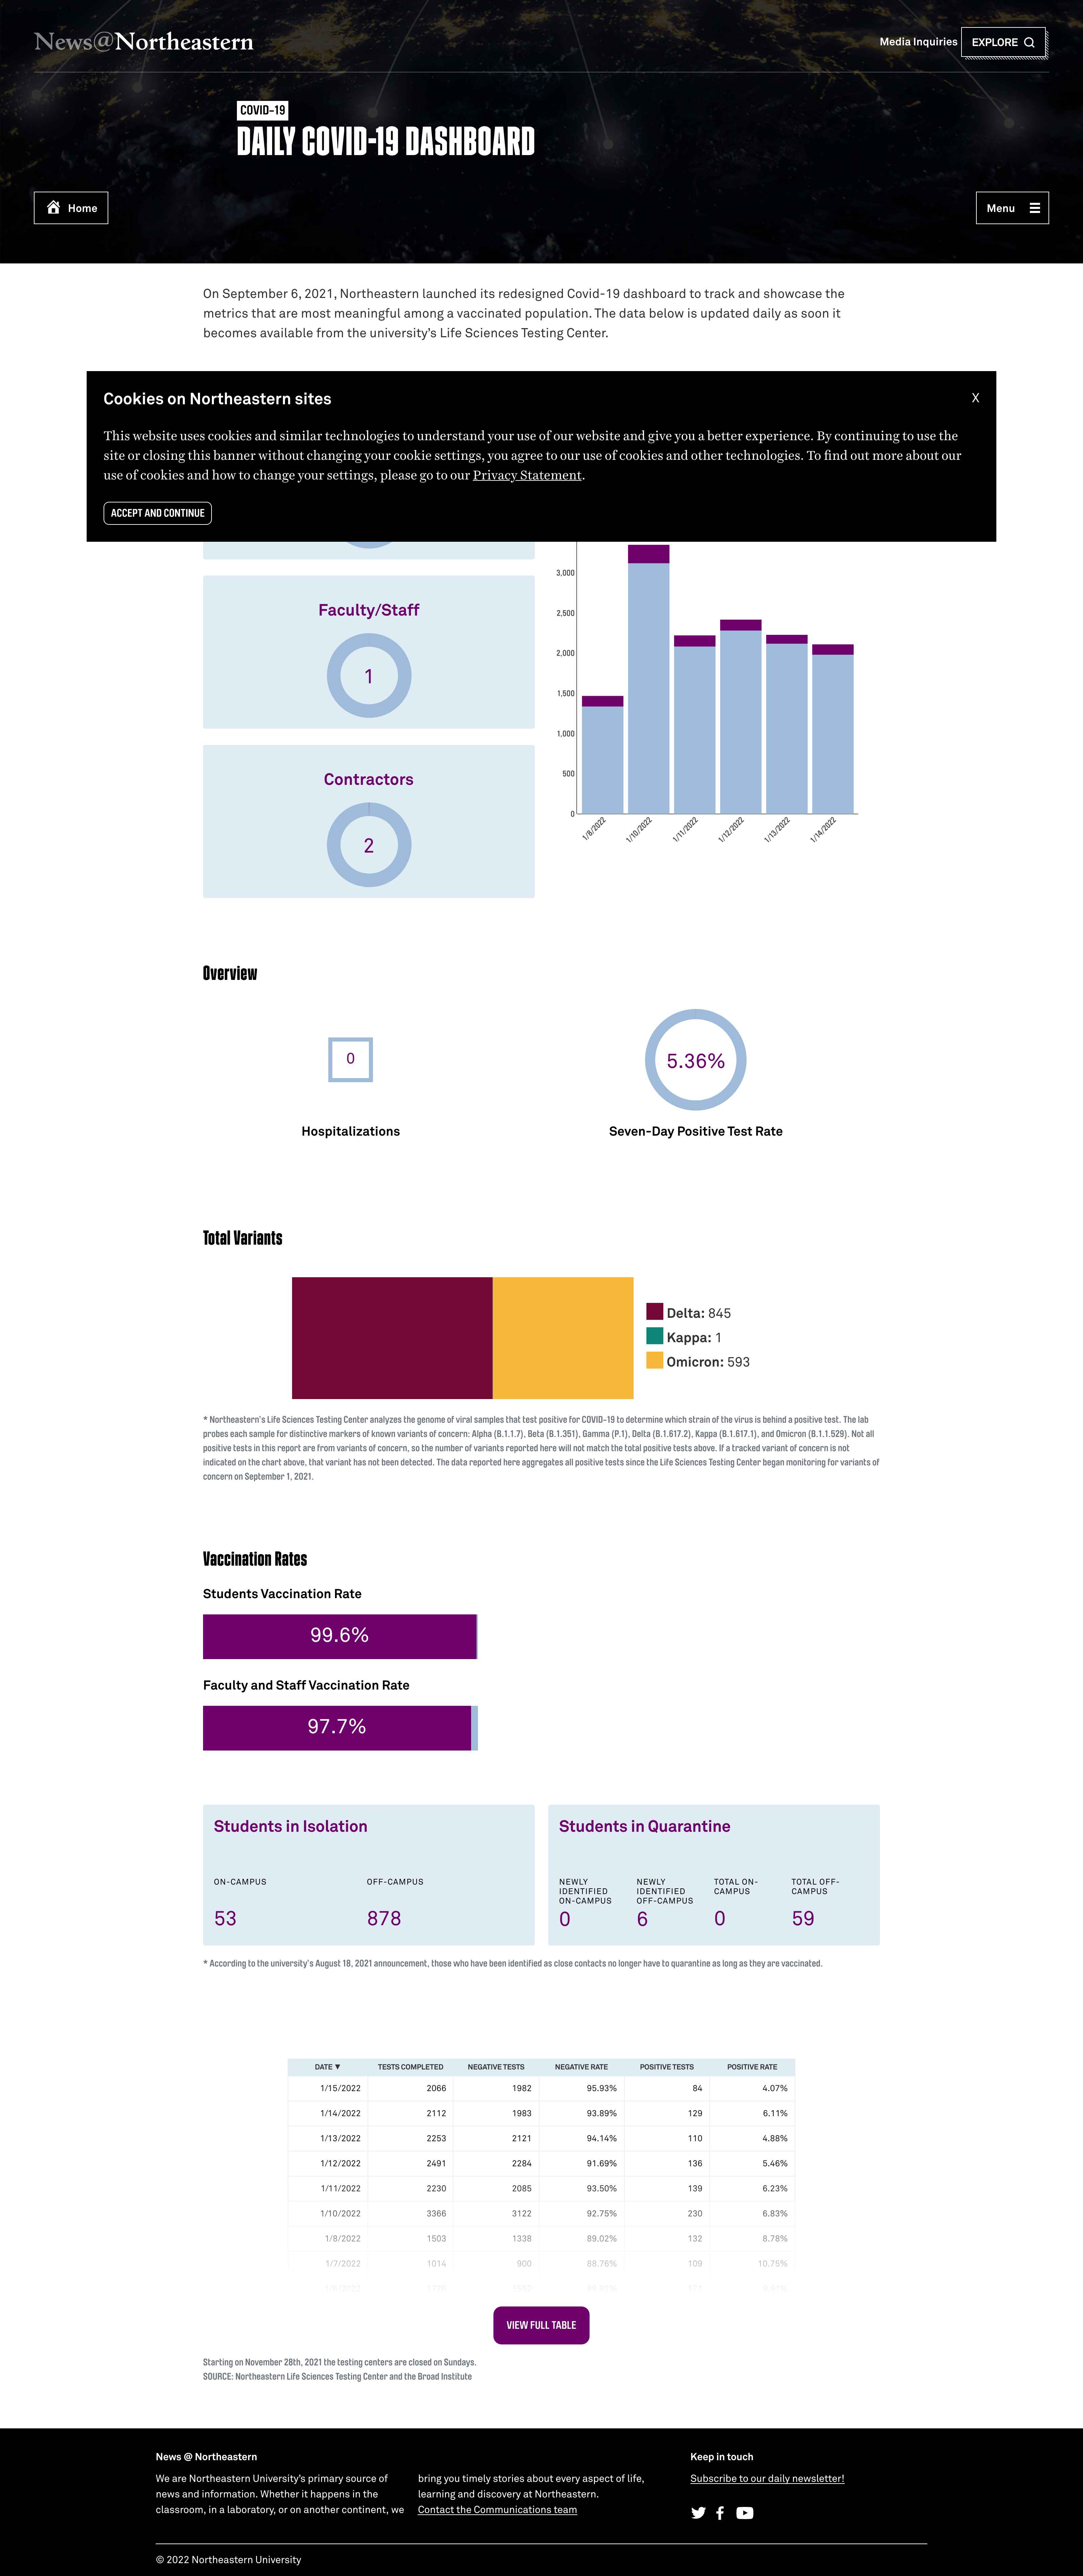 News@Northeastern
Media Inquiries
EXPLORE
COVID-19
DAILY COVID-19 DASHBOARD
Home
Menu
On September 6, 2021, Northeastern launched its redesigned Covid-19 dashboard to track and showcase the
metrics that are most meaningful among a vaccinated population. The data below is updated daily as soon it
becomes available from the university's Life Sciences Testing Center.
Cookies on Northeastern sites
X
This website uses cookies and similar technologies to understand your use of our website and give you a better experience. By continuing to use the
site or closing this banner without changing your cookie settings, you agree to our use of cookies and other technologies. To find out more about our
use of cookies and how to change your settings, please go to our Privacy Statement.
ACCEPT AND CONTINUE
Faculty/Staff
1
Contractors
2
3,000
2,500
2,000
1,500
1,000
500
0
1/8/2022 1/10/2022 1/11/2022 1/12/2022 1/13/2022 1/14/2022
Overview
0
5.36%
Hospitalizations
Seven-Day Positive Test Rate
Total Variants
Delta: 845
Kappa: 1
Omicron: 593
* Northeastern's Life Sciences Testing Center analyzes the genome of viral samples that test positive for COVID-19 to determine which strain of the virus is behind a positive test. The lab
probes each sample for distinctive markers of known variants of concern: Alpha (B.1.1.7), Beta (B.1.351), Gamma (P.1), Delta (B.1.617.2), Kappa (B.1.617.1), and Omicron (B.1.1.529). Not all
positive tests in this report are from variants of concern, so the number of variants reported here will not match the total positive tests above. If a tracked variant of concern is not
indicated on the chart above, that variant has not been detected. The data reported here aggregates all positive tests since the Life Sciences Testing Center began monitoring for variants of
concern on September 1, 2021.
Vaccination Rates
Students Vaccination Rate
99.6%
Faculty and Staff Vaccination Rate
97.7%
Students in Isolation
ON-CAMPUS OFF-CAMPUS
53 878
Students in Quarantine
NEWLY NEWLY TOTAL ON- TOTAL OFF-
IDENTIFIED IDENTIFIED CAMPUS CAMPUS
ON-CAMPUS OFF-CAMPUS
0 6 0 59
* According to the university's August 18, 2021 announcement, those who have been identified as close contacts no longer have to quarantine as long as they are vaccinated.
DATE ▼ TESTS COMPLETED NEGATIVE TESTS NEGATIVE RATE POSITIVE TESTS POSITIVE RATE
1/15/2022 2066 1982 95.93% 84 4.07%
1/14/2022 2112 1983 93.89% 129 6.11%
1/13/2022 2253 2121 94.14% 110 4.88%
1/12/2022 2491 2284 91.69% 136 5.46%
1/11/2022 2230 2085 93.50% 139 6.23%
1/10/2022 3366 3122 92.75% 230 6.83%
1/8/2022 1503 1338 89.02% 132 8.78%
1/7/2022 1014 900 88.76% 109 10.75%
VIEW FULL TABLE
Starting on November 28th, 2021 the testing centers are closed on Sundays.
SOURCE: Northeastern Life Sciences Testing Center and the Broad Institute
News @ Northeastern
We are Northeastern University's primary source of
news and information. Whether it happens in the
classroom, in a laboratory, or on another continent, we
bring you timely stories about every aspect of life,
learning and discovery at Northeastern.
Contact the Communications team
Keep in touch
Subscribe to our daily newsletter!
© 2022 Northeastern University